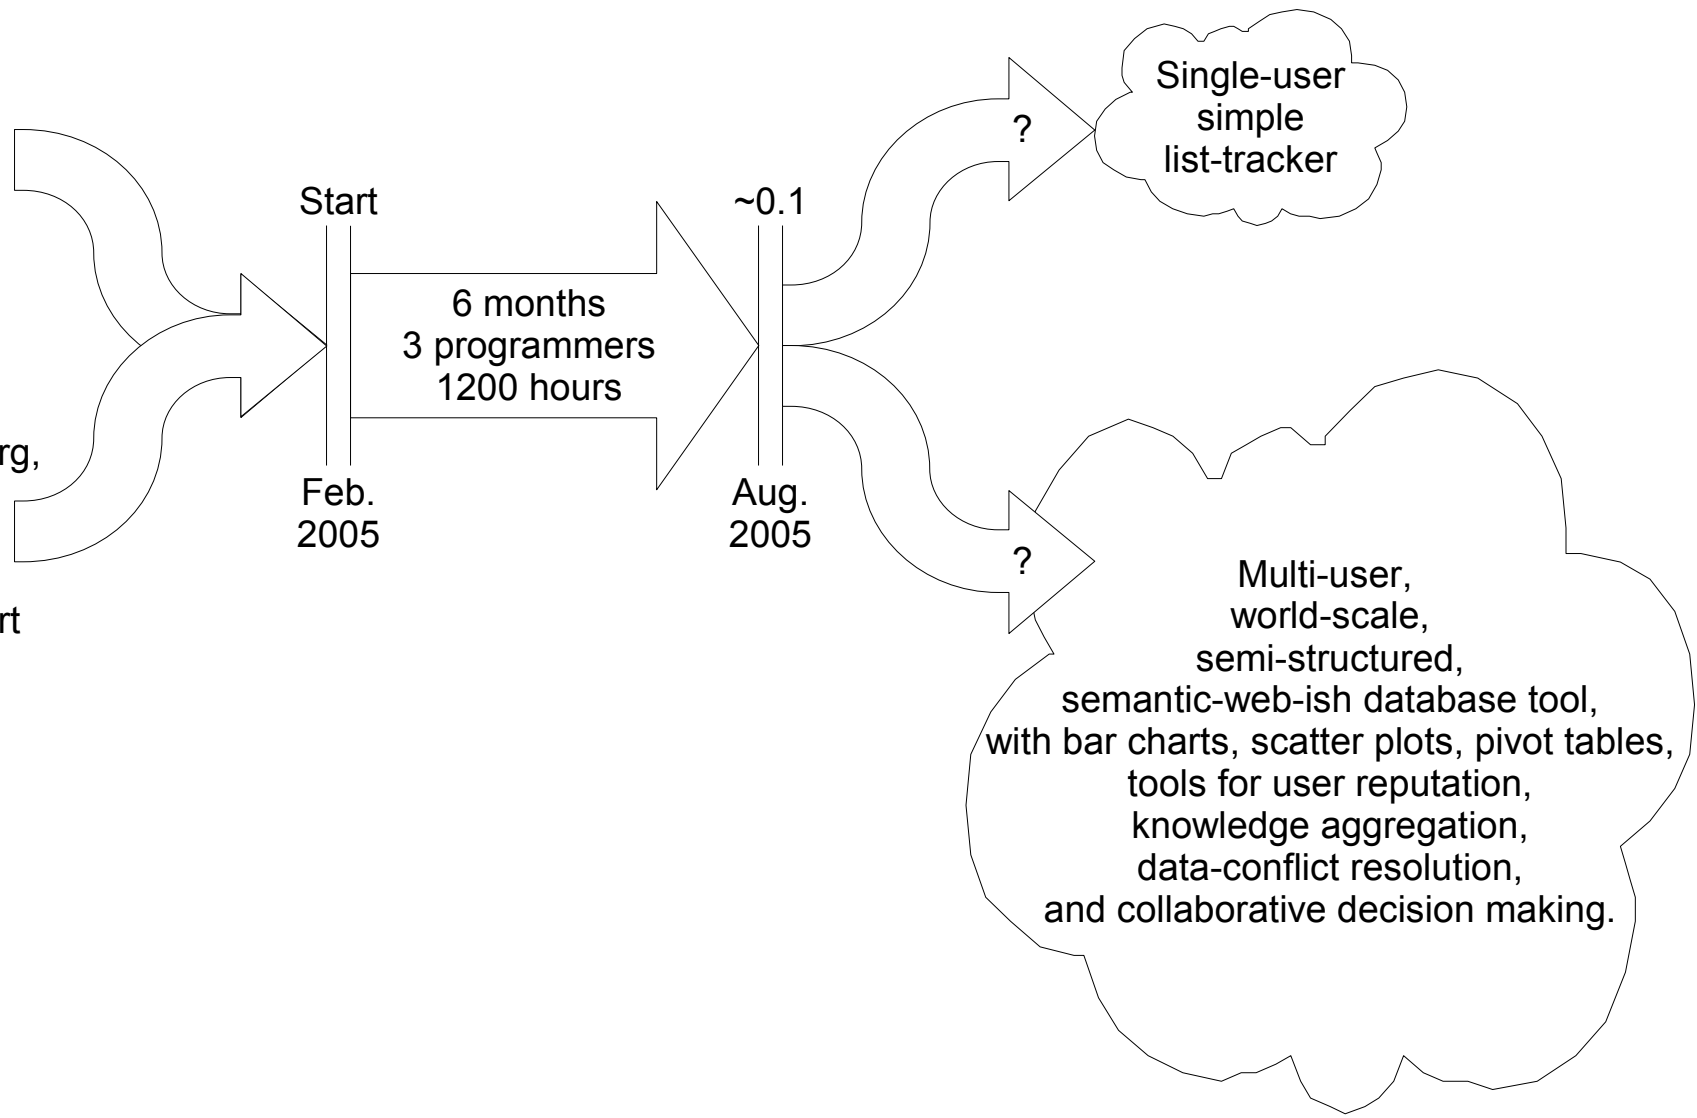 Single-user
simple
list-tracker
?
Start
~0.1
6 months
3 programmers
1200 hours
rg,
Feb.
2005
Aug.
2005
?
rt
Multi-user,
world-scale,
semi-structured,
semantic-web-ish database tool,
with bar charts, scatter plots, pivot tables,
tools for user reputation,
knowledge aggregation,
data-conflict resolution,
and collaborative decision making.